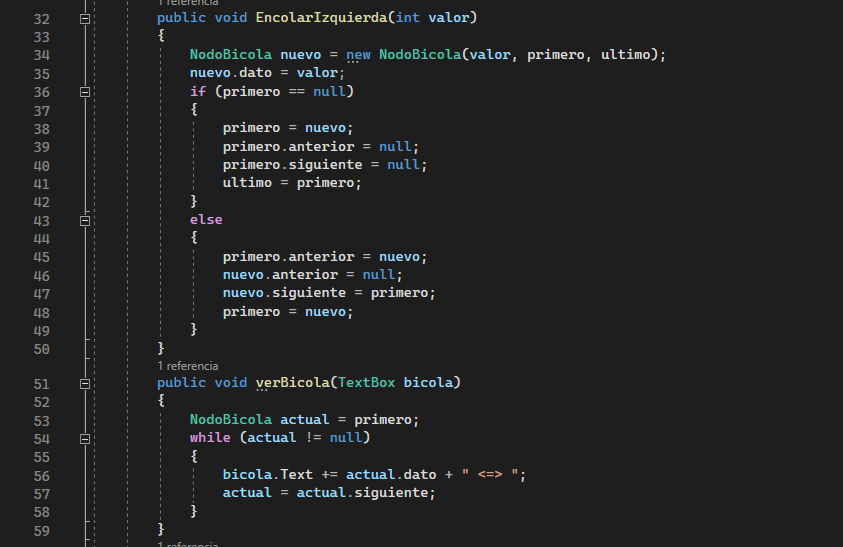 1 referencia
32 public void EncolarIzquierda(int valor)
33 {
34 NodoBicola nuevo = new NodoBicola(valor, primero, ultimo);
35 nuevo.dato = valor;
36 if (primero == null)
37 {
38 primero = nuevo;
39 primero.anterior = null;
40 primero.siguiente = null;
41 ultimo = primero;
42 }
43 else
44 {
45 primero.anterior = nuevo;
46 nuevo.anterior = null;
47 nuevo.siguiente = primero;
48 primero = nuevo;
49 }
50 }
1 referencia
51 public void verBicola(TextBox bicola)
52 {
53 NodoBicola actual = primero;
54 while (actual != null)
55 {
56 bicola.Text += actual.dato + " <=> ";
57 actual = actual.siguiente;
58 }
59 }
1 referencia